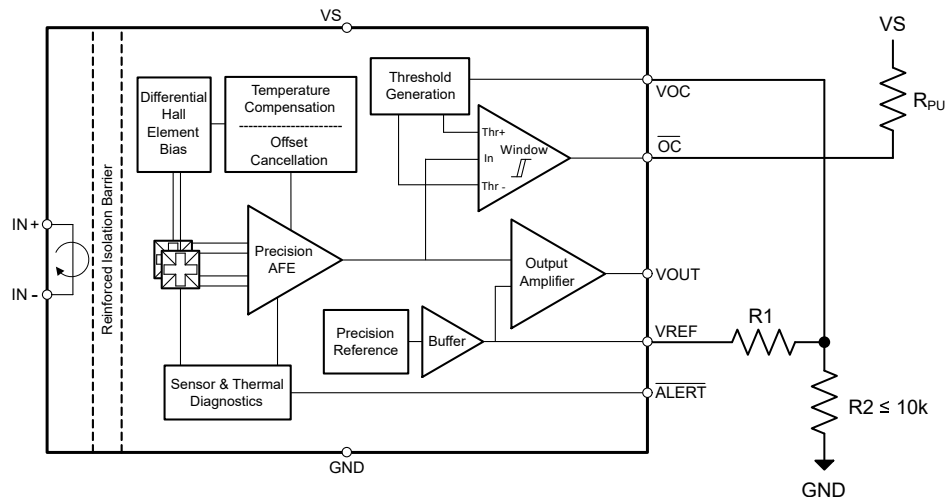 VS
VS
Differential
Hall
Element
Bias
Temperature
Compensation
Offset
Cancellation
Threshold
Generation
VOC
R_PU
Thr+
In
Window
Thr -
OC
IN+
IN -
Reinforced Isolation Barrier
Precision
AFE
Output
Amplifier
VOUT
Precision
Reference
Buffer
VREF
R1
Sensor & Thermal
Diagnostics
ALERT
R2 ≤ 10k
GND
GND